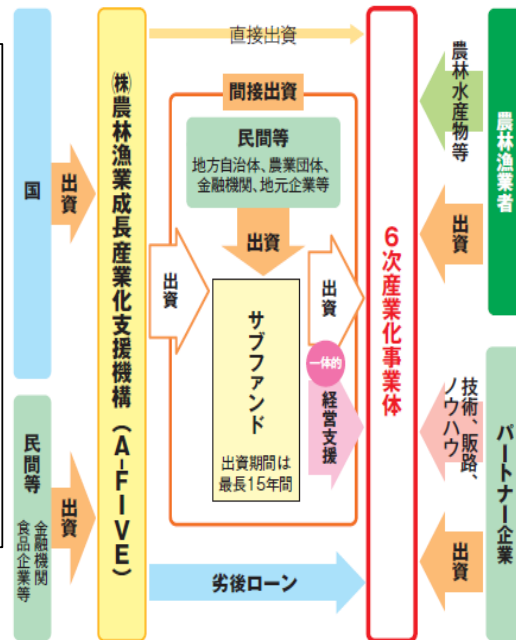 国
出資
民間等
金融機関
食品企業等
出資
㈱農林漁業成長産業化支援機構(A-FIVE)
直接出資
間接出資
民間等
地方自治体、農業団体、
金融機関、地元企業等
出資
出資
サブファンド
出資期間は
最長15年間
出資
一体的
経営支援
劣後ローン
6次産業化事業体
農林水産物等
出資
農林漁業者
技術、販路、
ノウハウ
出資
パートナー企業